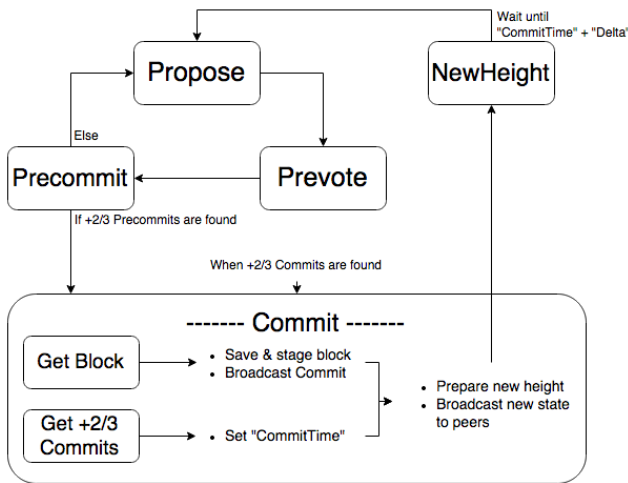 Wait until
"CommitTime" + "Delta"
Propose
NewHeight
Else
Precommit
Prevote
If +2/3 Precommits are found
When +2/3 Commits are found
------- Commit -------
Get Block
• Save & stage block
• Broadcast Commit
• Prepare new height
• Broadcast new state
to peers
Get +2/3
Commits
• Set "CommitTime"